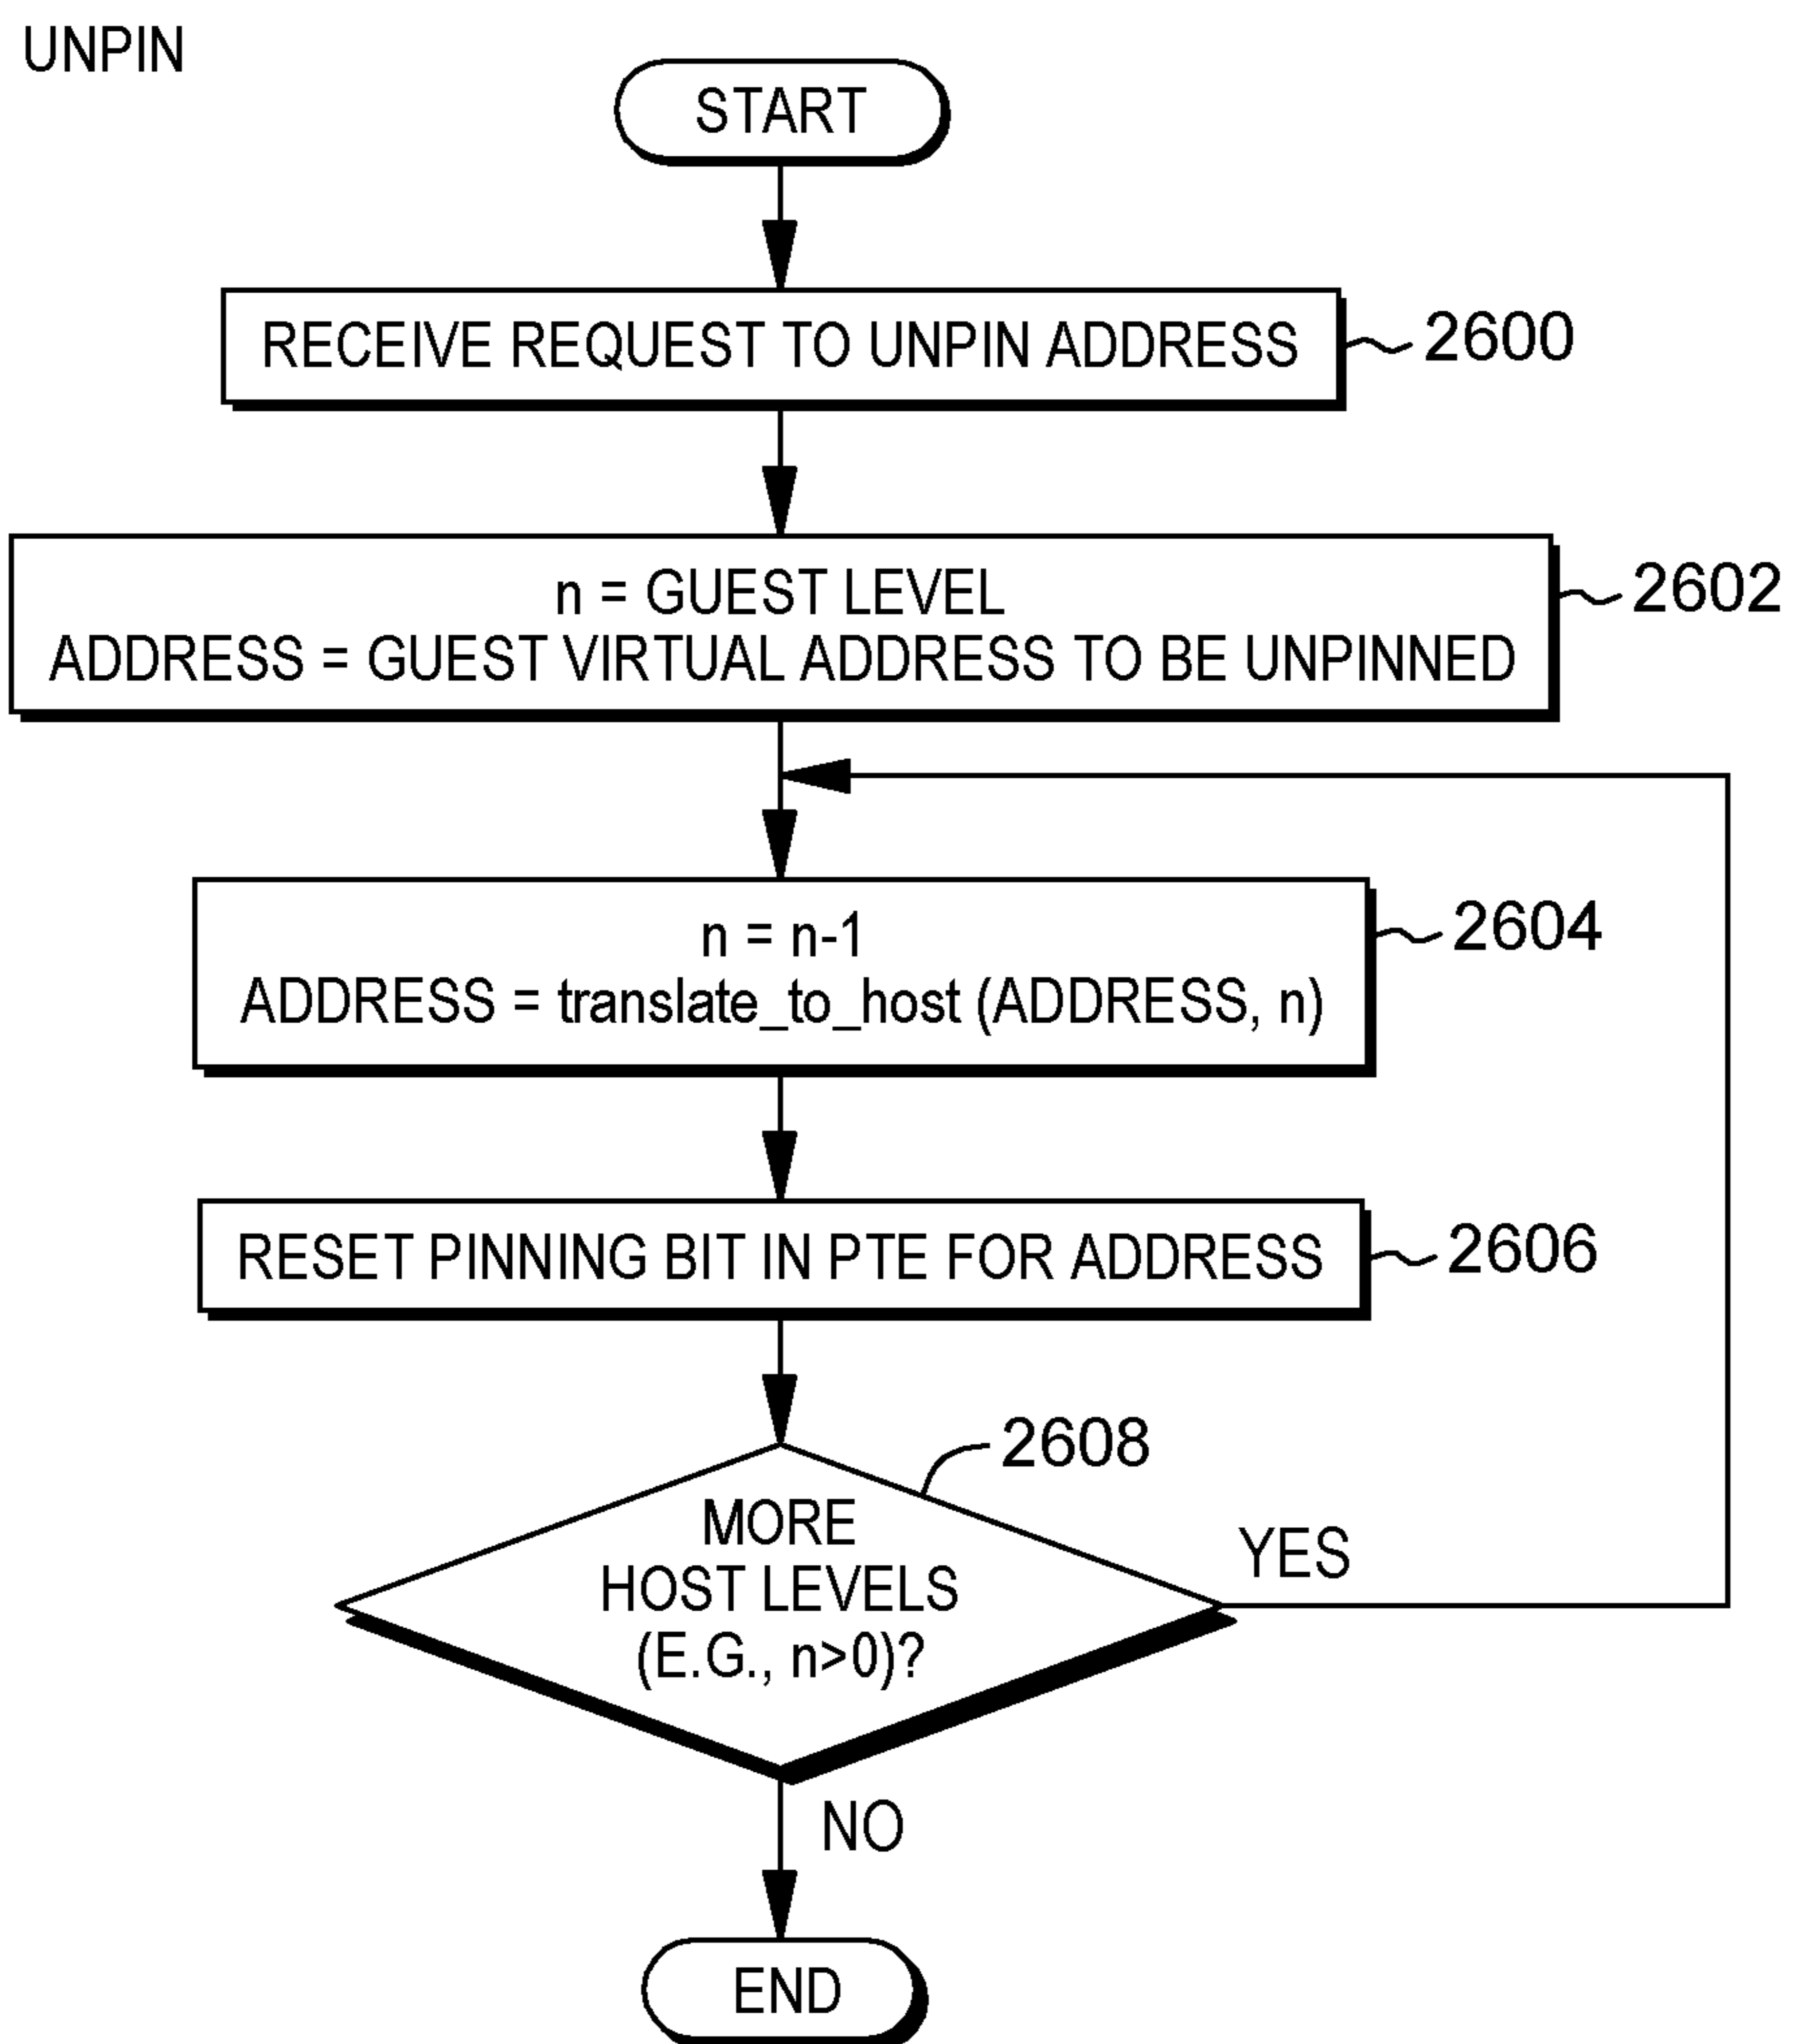 UNPIN
START
RECEIVE REQUEST TO UNPIN ADDRESS
2600
n = GUEST LEVEL
ADDRESS = GUEST VIRTUAL ADDRESS TO BE UNPINNED
2602
n = n-1
ADDRESS = translate_to_host (ADDRESS, n)
2604
RESET PINNING BIT IN PTE FOR ADDRESS
2606
2608
MORE
HOST LEVELS
(E.G., n>0)?
YES
NO
END